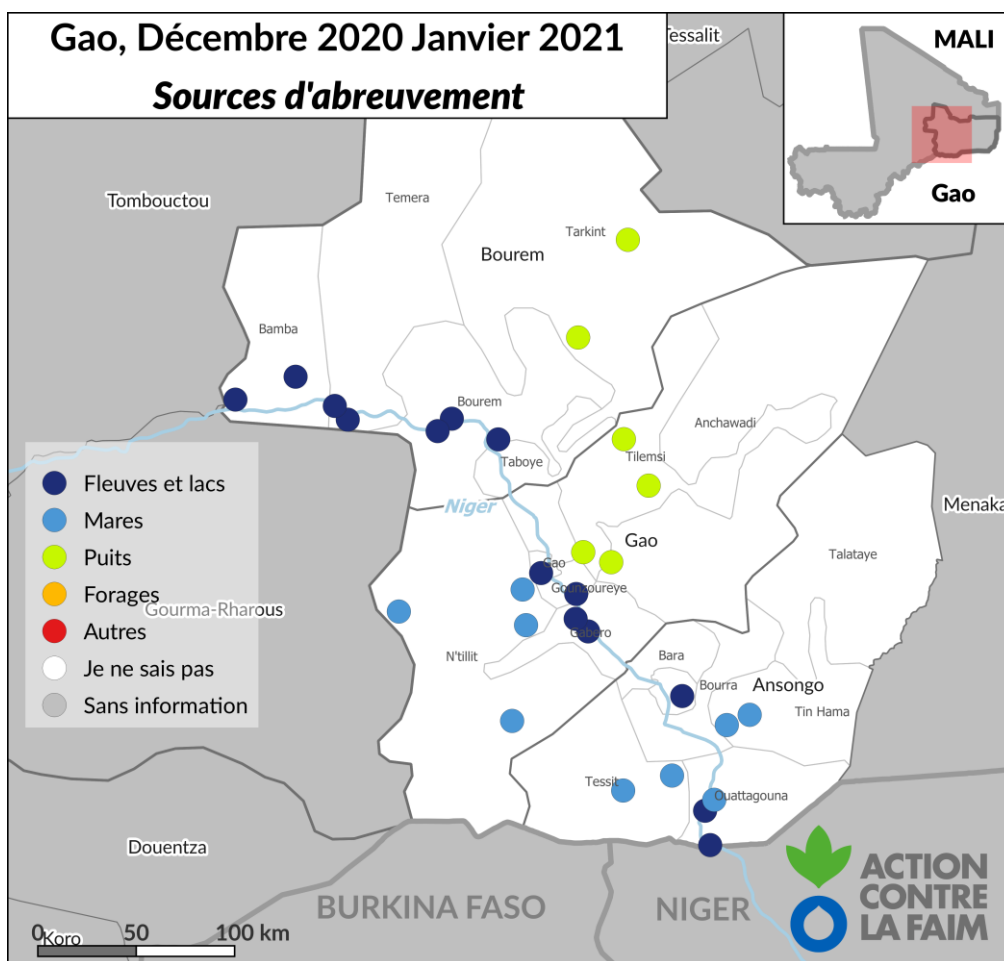 Gao, Décembre 2020 Janvier 2021
Sources d'abreuvement
Tessalit
MALI
Gao
Tombouctou
Temera
Tarkint
Bourem
Bamba
Bourem
Anchawadi
Taboye
Tilemsi
Fleuves et lacs
Mares
Puits
Forages
Autres
Je ne sais pas
Sans information
Niger
Menaka
Gao
Talataye
Gao
Gounzoureye
Gourma-Rharous
Gabero
N'tillit
Bara
Bourra
Ansongo
Tin Hama
Tessit
Ouattagouna
Douentza
BURKINA FASO
NIGER
ACTION
CONTRE
LA FAIM
0 50 100 km
Koro